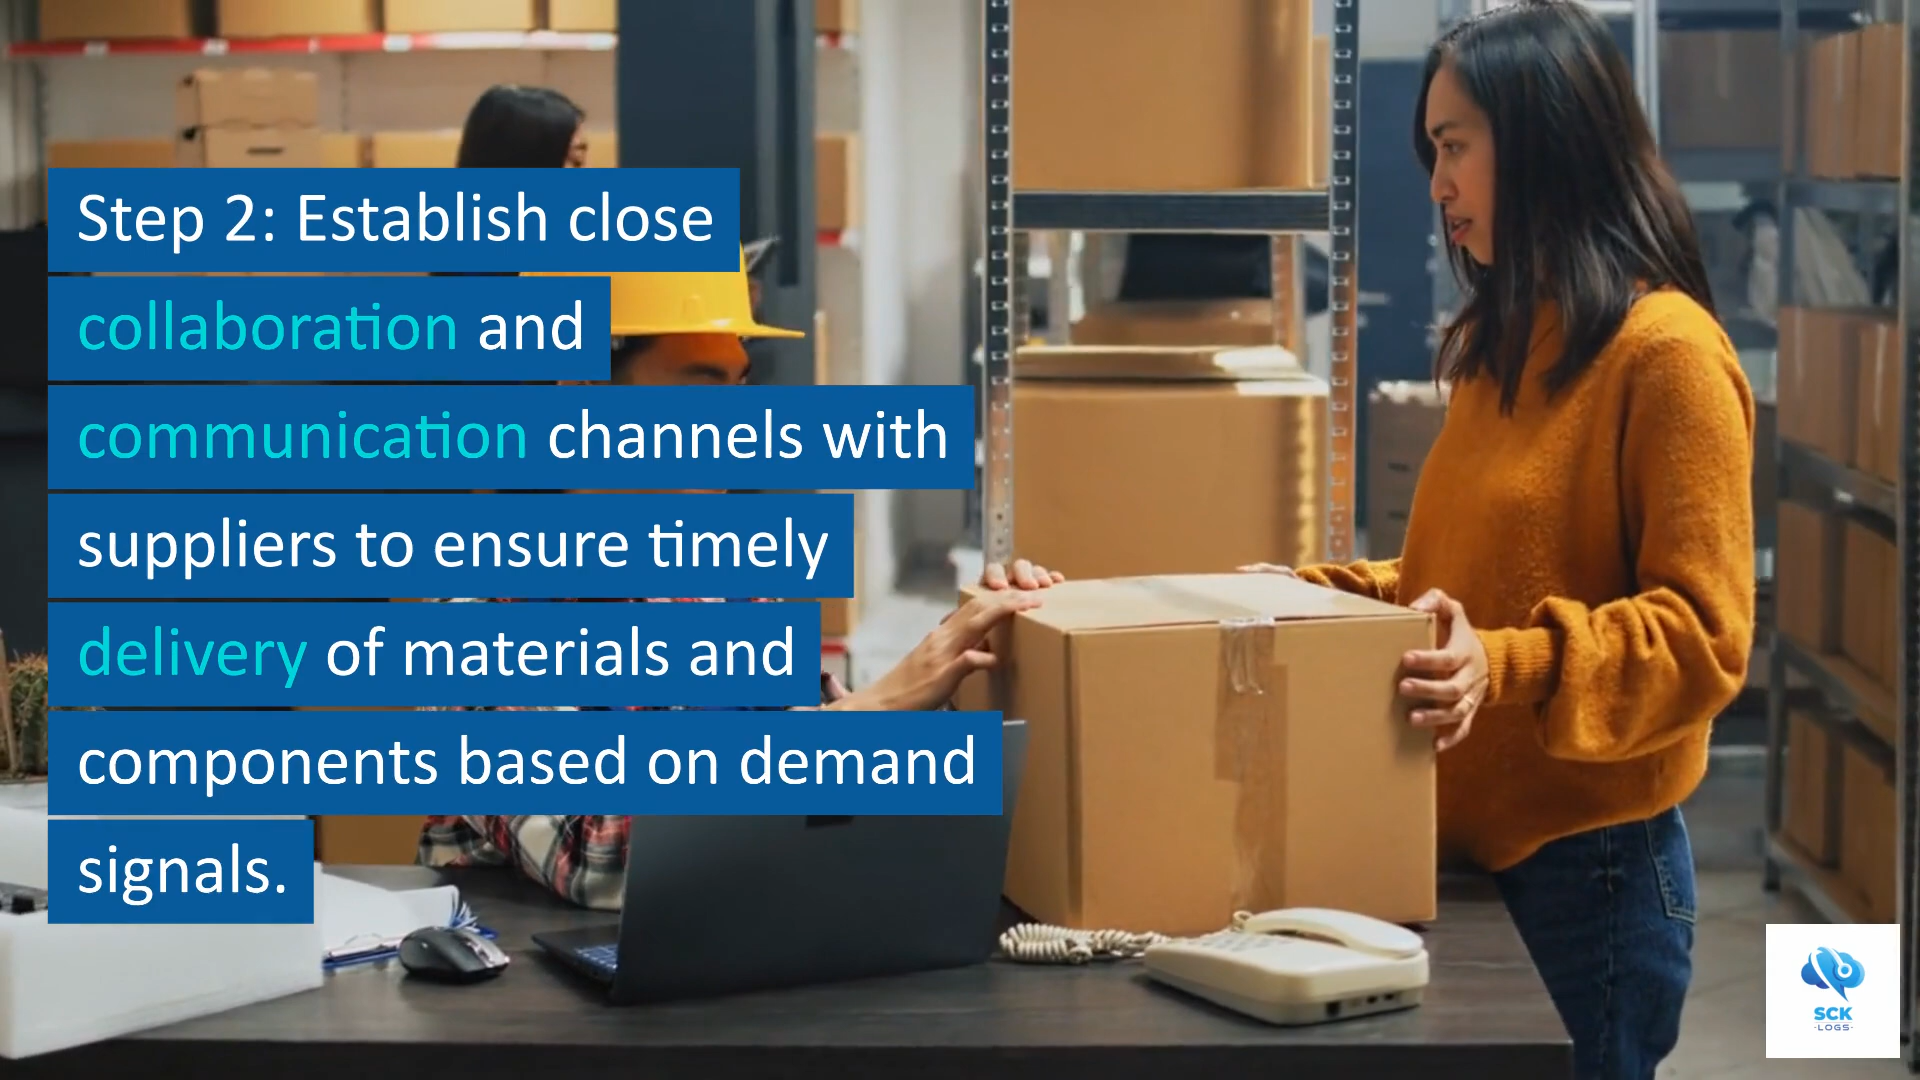 Step 2: Establish close
collaboration and
communication channels with
suppliers to ensure timely
delivery of materials and
components based on demand
signals.
SCK
-LOGS-